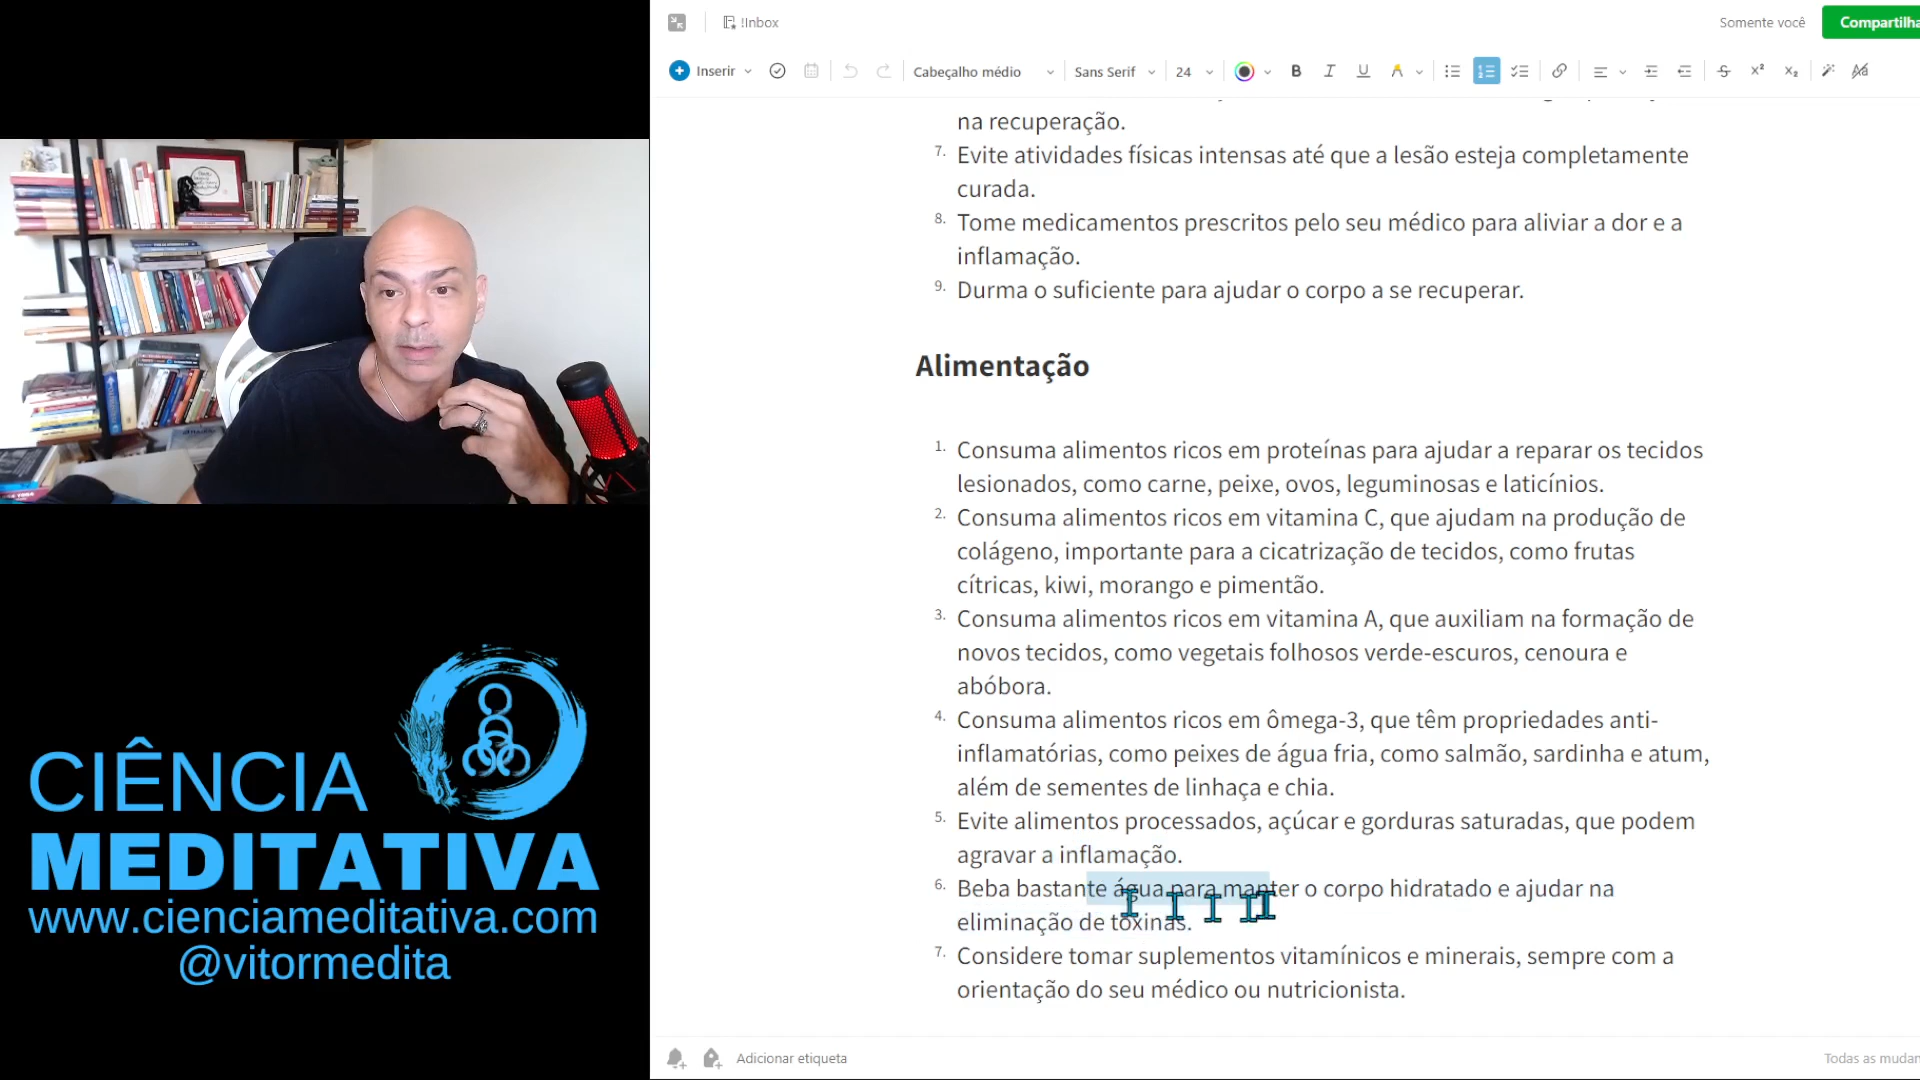 !Inbox
Somente você
Compartilha
Inserir
Cabeçalho médio
Sans Serif
24
na recuperação.
7. Evite atividades físicas intensas até que a lesão esteja completamente
curada.
8. Tome medicamentos prescritos pelo seu médico para aliviar a dor e a
inflamação.
9. Durma o suficiente para ajudar o corpo a se recuperar.
Alimentação
1. Consuma alimentos ricos em proteínas para ajudar a reparar os tecidos
lesionados, como carne, peixe, ovos, leguminosas e laticínios.
2. Consuma alimentos ricos em vitamina C, que ajudam na produção de
colágeno, importante para a cicatrização de tecidos, como frutas
cítricas, kiwi, morango e pimentão.
3. Consuma alimentos ricos em vitamina A, que auxiliam na formação de
novos tecidos, como vegetais folhosos verde-escuros, cenoura e
abóbora.
4. Consuma alimentos ricos em ômega-3, que têm propriedades anti-
inflamatórias, como peixes de água fria, como salmão, sardinha e atum,
além de sementes de linhaça e chia.
5. Evite alimentos processados, açúcar e gorduras saturadas, que podem
agravar a inflamação.
6. Beba bastante água para manter o corpo hidratado e ajudar na
eliminação de toxinas.
7. Considere tomar suplementos vitamínicos e minerais, sempre com a
orientação do seu médico ou nutricionista.
Adicionar etiqueta
Todas as mudan
CIÊNCIA
MEDITATIVA
www.cienciameditativa.com
@vitormedita